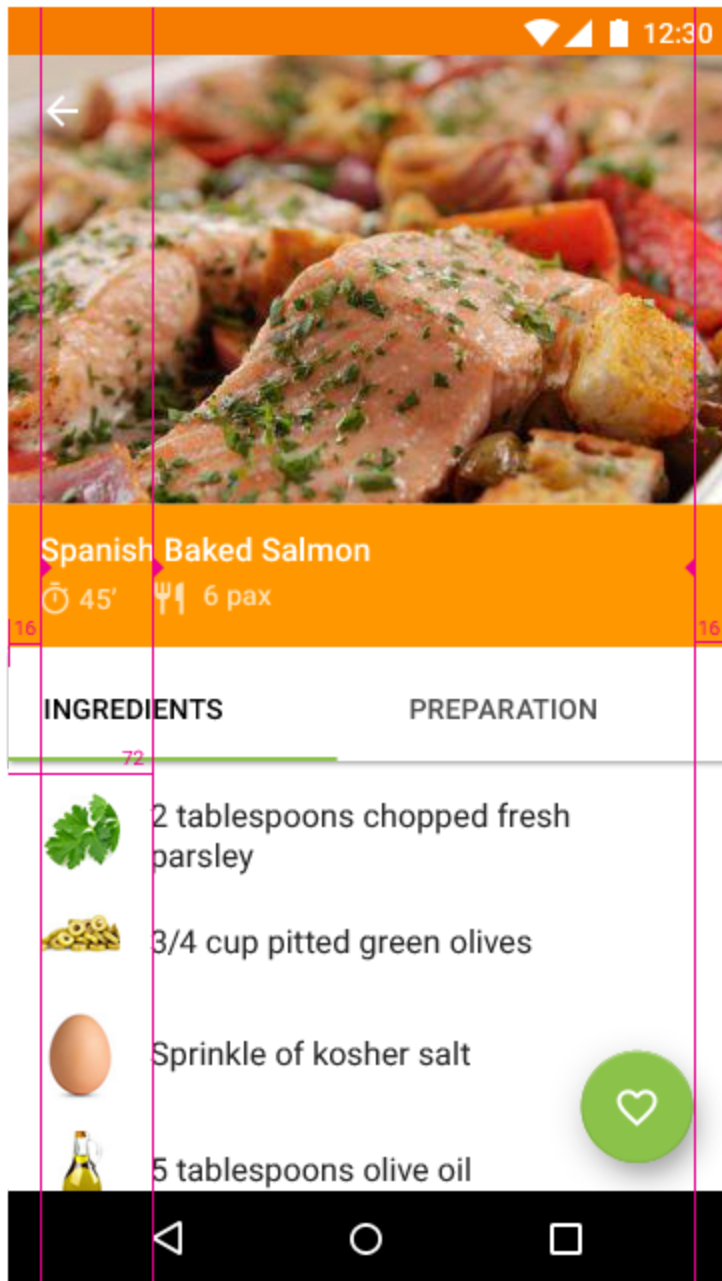 12:30
Spanish Baked Salmon
45′ 6 pax
16 16
INGREDIENTS PREPARATION
72
2 tablespoons chopped fresh
parsley
3/4 cup pitted green olives
Sprinkle of kosher salt
5 tablespoons olive oil